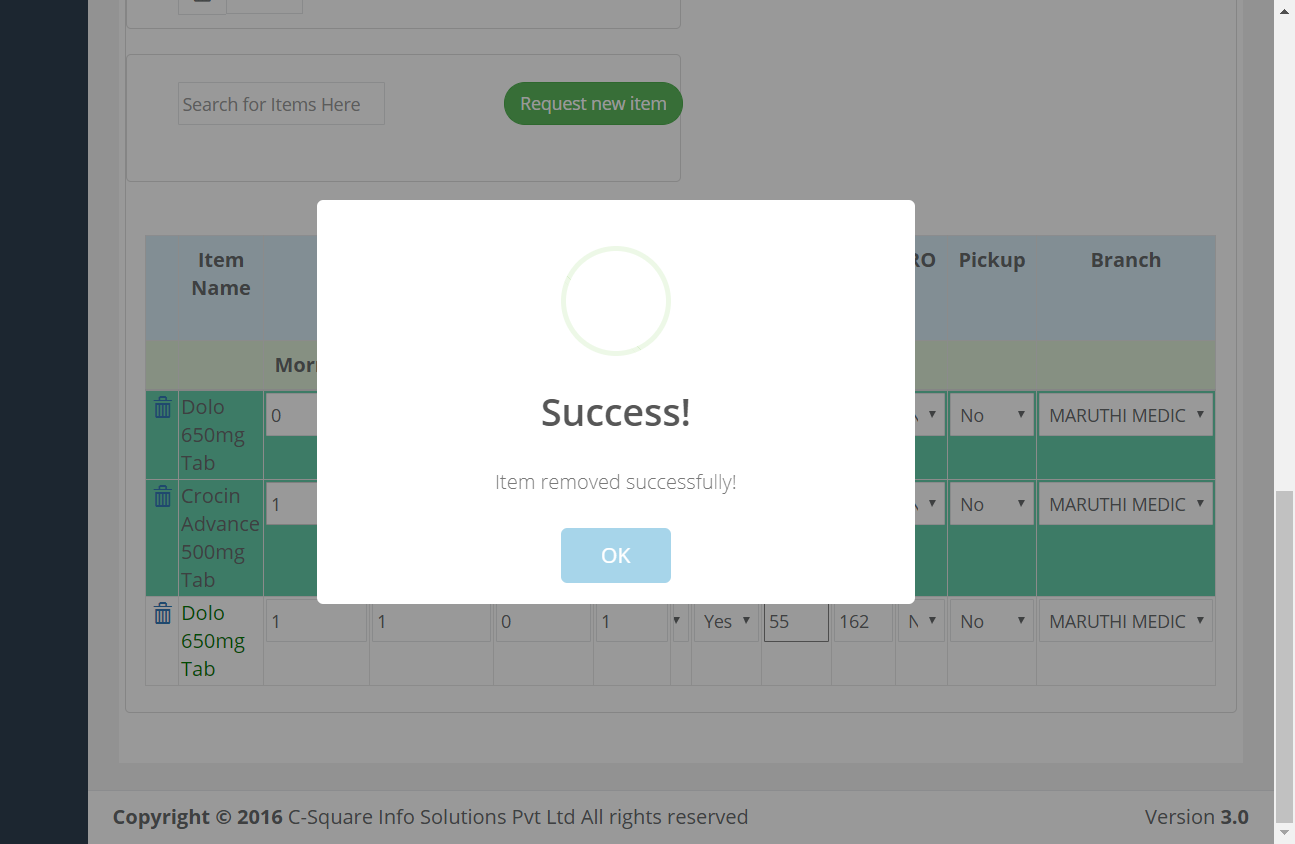 Search for Items Here
Request new item
Item
Name
RO
Pickup
Branch
Success!
Item removed successfully!
OK
Dolo
650mg
Tab
0
No
MARUTHI MEDIC
Crocin
Advance
500mg
Tab
1
No
MARUTHI MEDIC
Dolo
650mg
Tab
1
1
0
1
Yes
55
162
N
No
MARUTHI MEDIC
Copyright © 2016 C-Square Info Solutions Pvt Ltd All rights reserved
Version 3.0